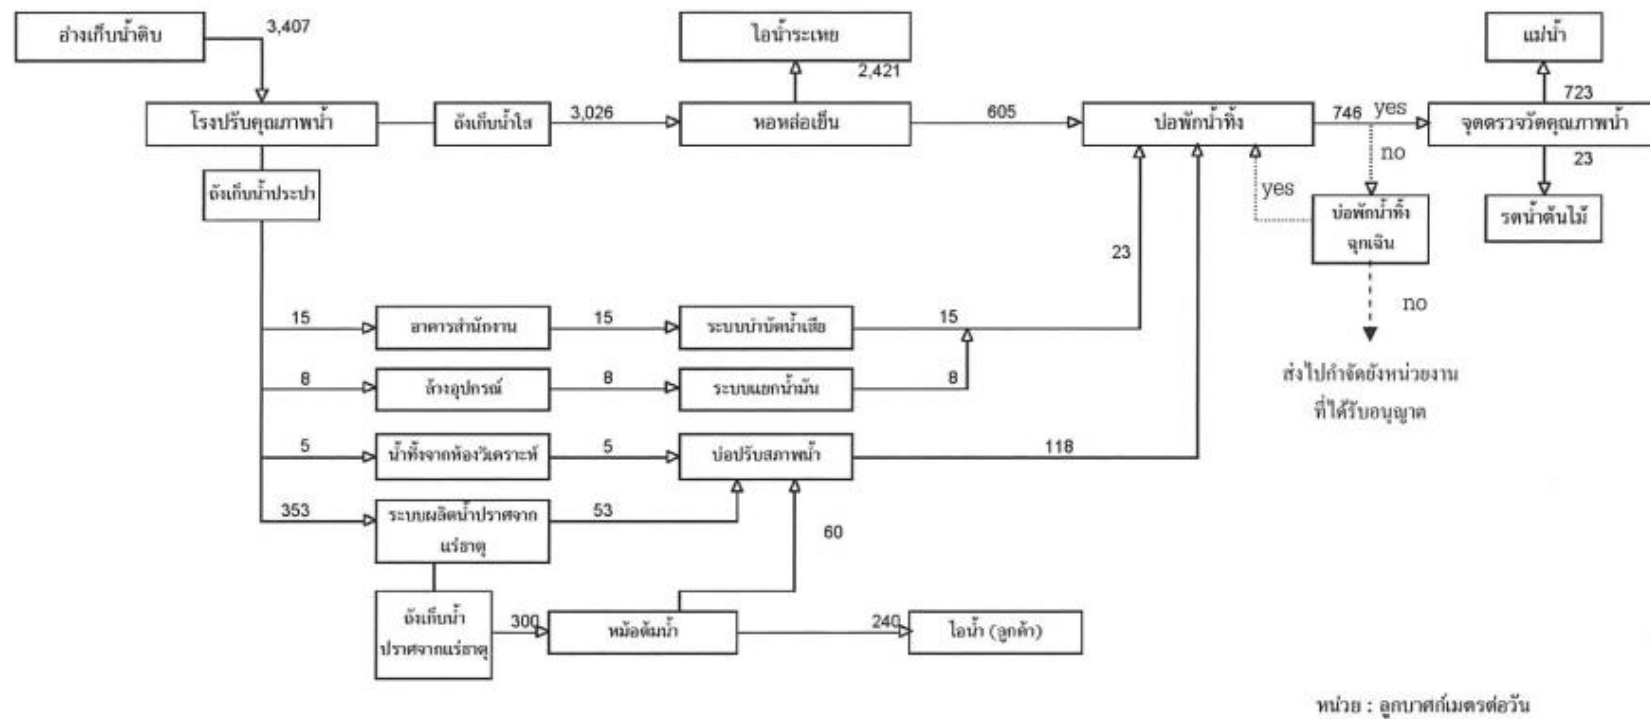 อ่างเก็บน้ำดิบ
3,407
ไอน้ำระเหย
แม่น้ำ
2,421
723
โรงปรับคุณภาพน้ำ
ถังเก็บน้ำใส
3,026
หอหล่อเย็น
605
บ่อพักน้ำทิ้ง
746
yes
จุดตรวจวัดคุณภาพน้ำ
no
23
ถังเก็บน้ำประปา
yes
บ่อพักน้ำทิ้ง
ฉุกเฉิน
รดน้ำต้นไม้
23
no
15
อาคารสำนักงาน
15
ระบบบำบัดน้ำเสีย
15
8
ล้างอุปกรณ์
8
ระบบแยกน้ำมัน
8
ส่งไปกำจัดยังหน่วยงาน
ที่ได้รับอนุญาต
5
น้ำทิ้งจากห้องวิเคราะห์
5
บ่อปรับสภาพน้ำ
118
353
ระบบผลิตน้ำปราศจาก
แร่ธาตุ
53
60
ถังเก็บน้ำ
ปราศจากแร่ธาตุ
300
หม้อต้มน้ำ
240
ไอน้ำ (ลูกค้า)
หน่วย : ลูกบาศก์เมตรต่อวัน